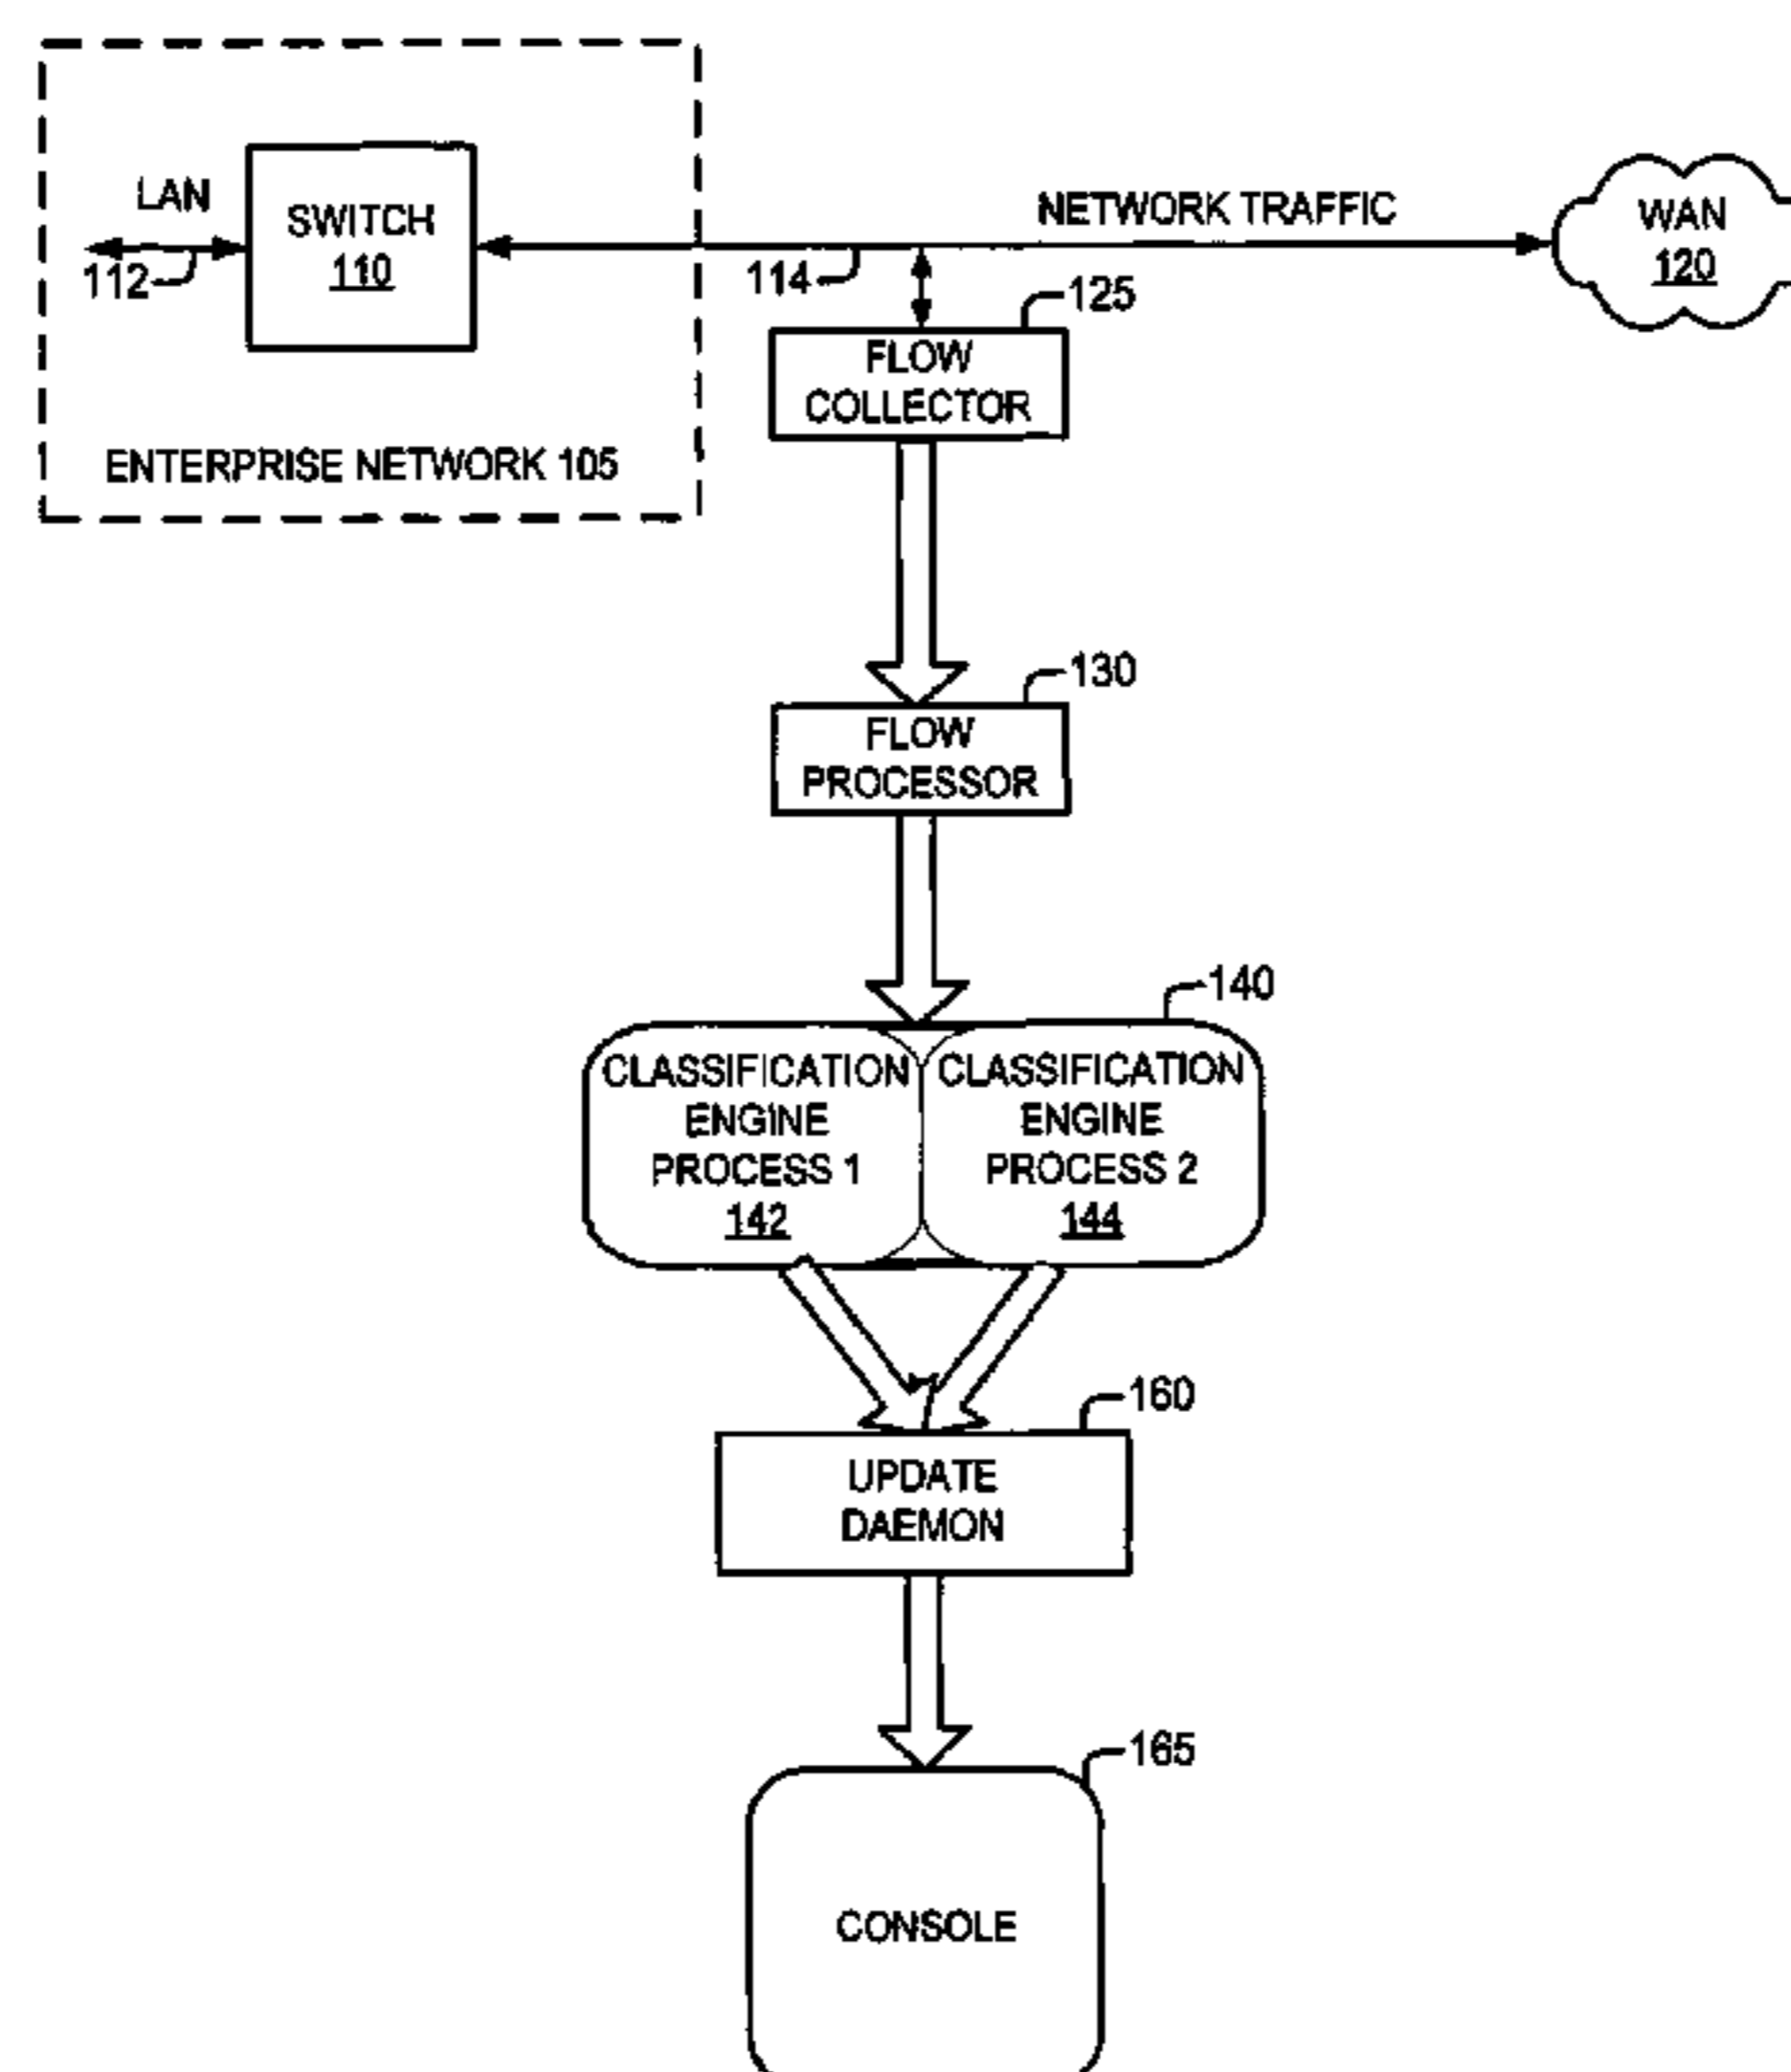 LAN
SWITCH
110
112
ENTERPRISE NETWORK 105
114
NETWORK TRAFFIC
WAN
120
125
FLOW
COLLECTOR
130
FLOW
PROCESSOR
140
CLASSIFICATION
ENGINE
PROCESS 1
142
CLASSIFICATION
ENGINE
PROCESS 2
144
160
UPDATE
DAEMON
165
CONSOLE